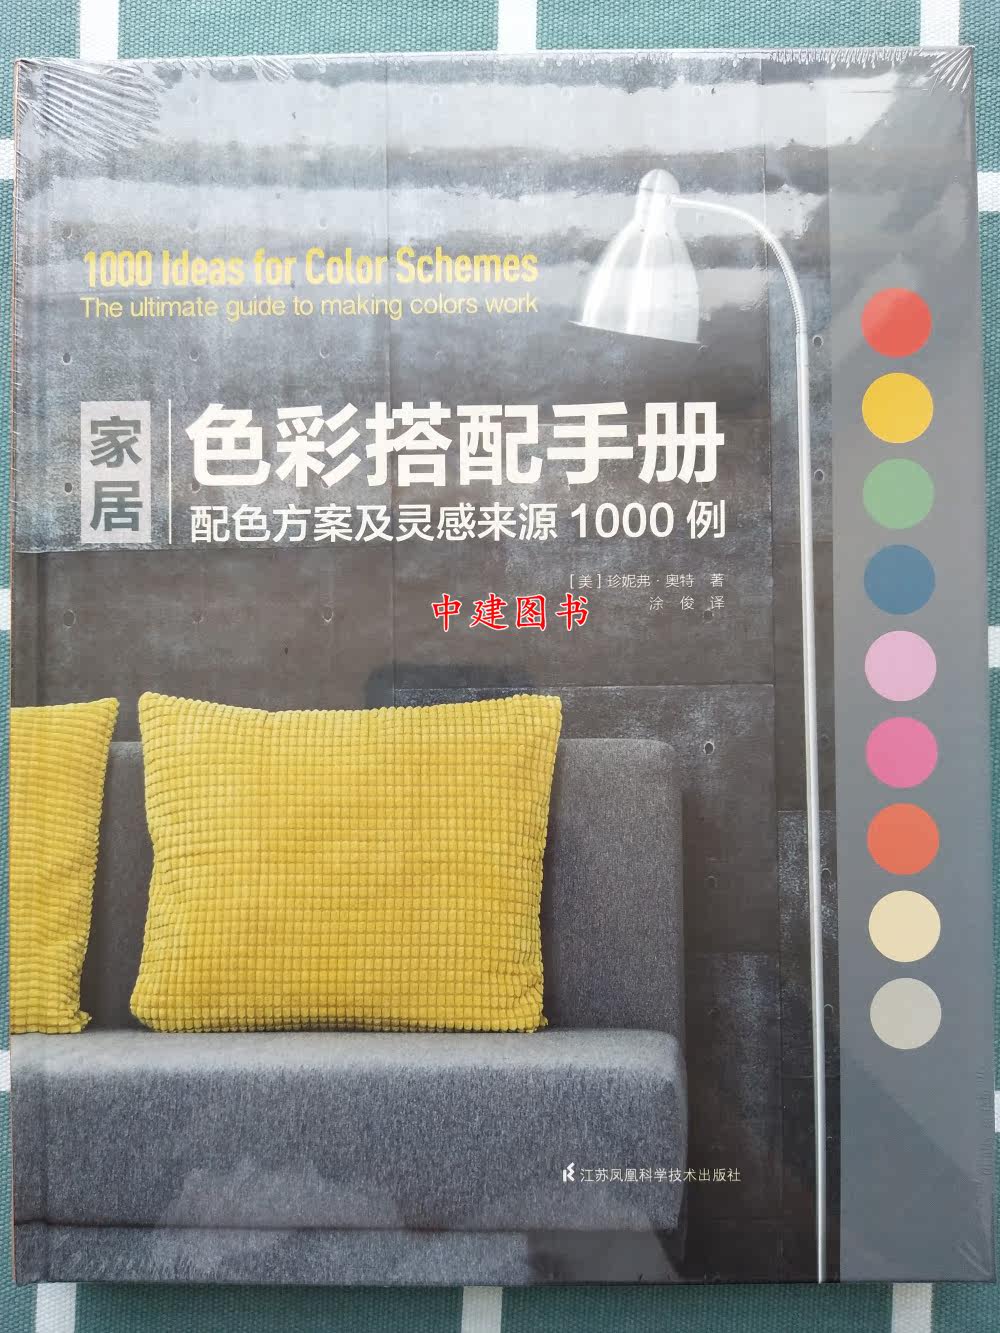 1000 Ideas for Color Schemes
The ultimate guide to making colors work
家居
色彩搭配手册
配色方案及灵感来源 1000 例
[美] 珍妮弗·奥特 著
涂 俊 译
中建图书
江苏凤凰科学技术出版社